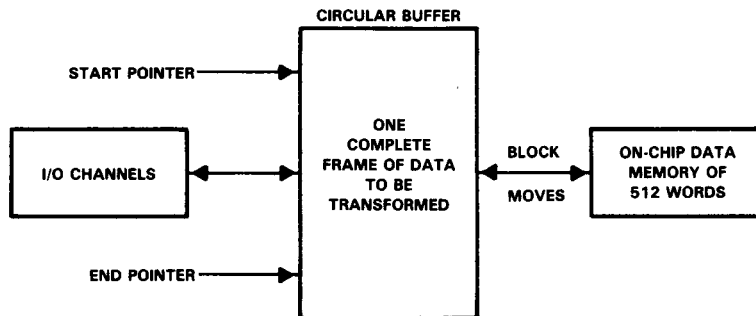 CIRCULAR BUFFER
START POINTER
I/O CHANNELS
END POINTER
ONE
COMPLETE
FRAME OF DATA
TO BE
TRANSFORMED
BLOCK
MOVES
ON-CHIP DATA
MEMORY OF
512 WORDS